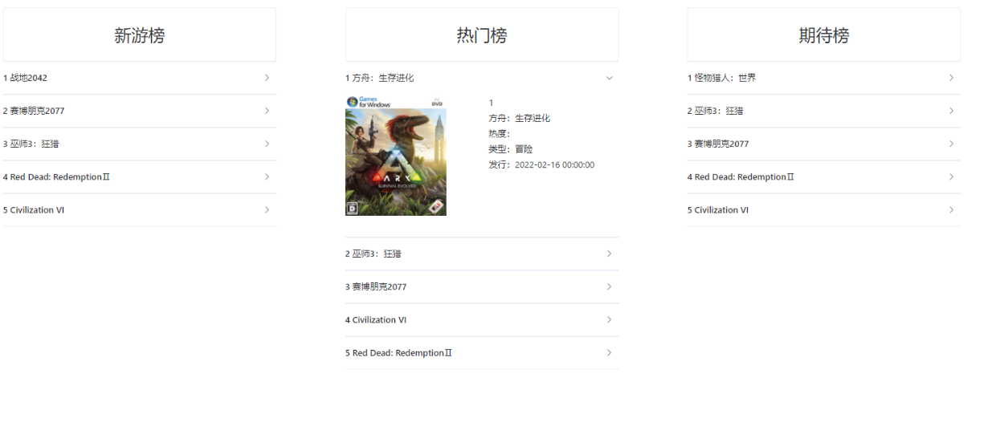 新游榜
1 战地2042
2 赛博朋克2077
3 巫师3：狂猎
4 Red Dead: RedemptionⅡ
5 Civilization VI
热门榜
1 方舟：生存进化
Games
for Windows
PC
DVD
ARK
SURVIVAL EVOLVED
D
1
方舟：生存进化
热度：
类型：冒险
发行：2022-02-16 00:00:00
2 巫师3：狂猎
3 赛博朋克2077
4 Civilization VI
5 Red Dead: RedemptionⅡ
期待榜
1 怪物猎人：世界
2 巫师3：狂猎
3 赛博朋克2077
4 Red Dead: RedemptionⅡ
5 Civilization VI